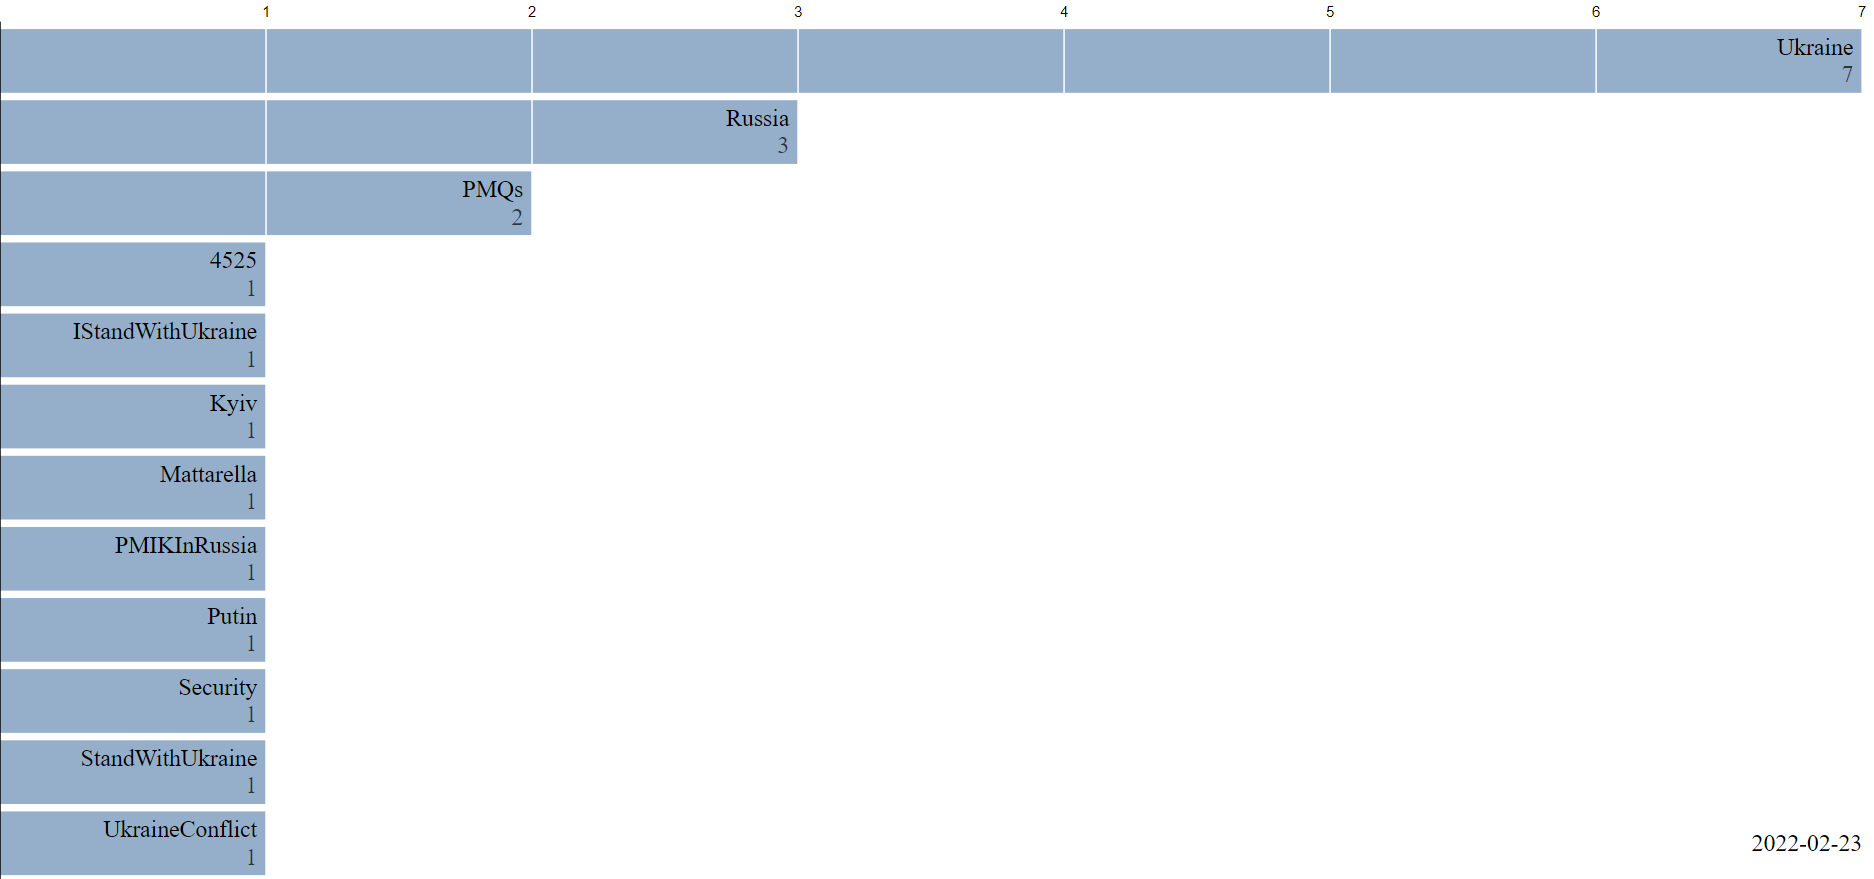 1 2 3 4 5 6 7
Ukraine
7
Russia
3
PMQs
2
4525
1
IStandWithUkraine
1
Kyiv
1
Mattarella
1
PMIKInRussia
1
Putin
1
Security
1
StandWithUkraine
1
UkraineConflict
1
2022-02-23